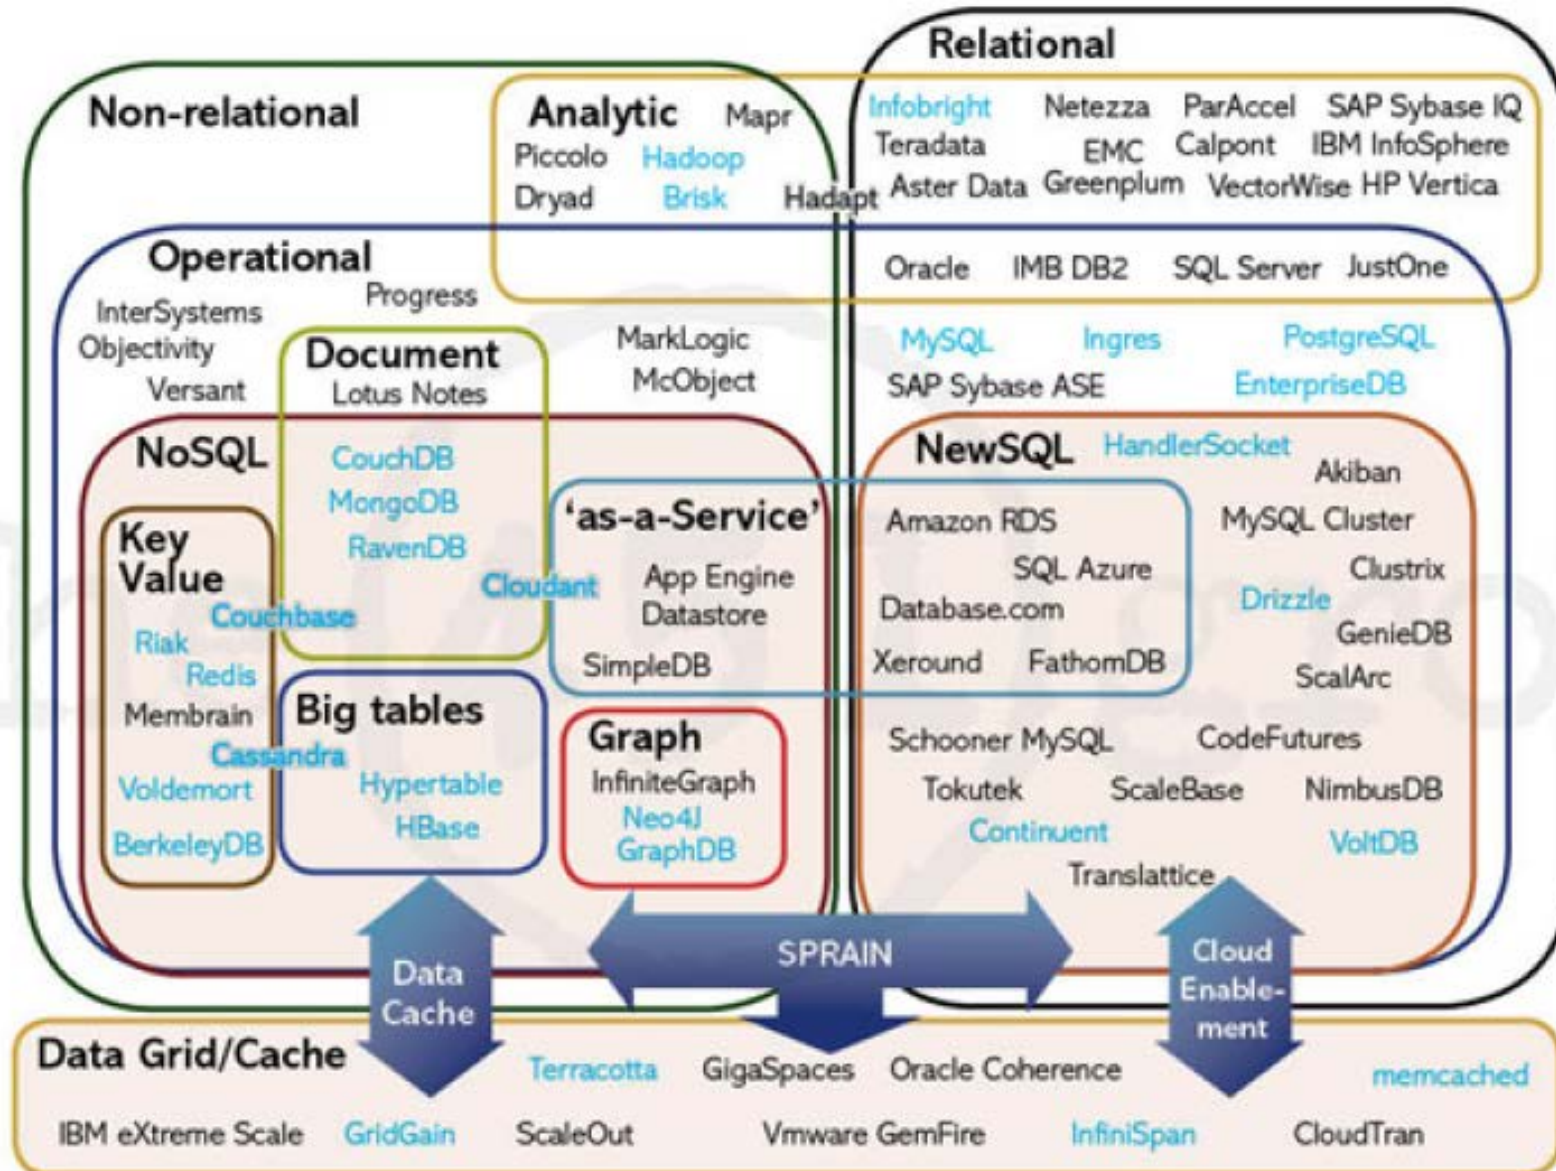 Relational
Non-relational
Analytic
Mapr
Piccolo
Hadoop
Dryad
Brisk
Hadapt
Infobright
Netezza
ParAccel
SAP Sybase IQ
Teradata
EMC
Calpont
IBM InfoSphere
Aster Data
Greenplum
VectorWise
HP Vertica
Operational
Oracle
IMB DB2
SQL Server
JustOne
InterSystems
Progress
Objectivity
Versant
Document
Lotus Notes
MarkLogic
McObject
MySQL
Ingres
PostgreSQL
SAP Sybase ASE
EnterpriseDB
NoSQL
CouchDB
MongoDB
RavenDB
Cloudant
Key
Value
Couchbase
Riak
Redis
Membrain
Cassandra
Voldemort
BerkeleyDB
Big tables
Hypertable
HBase
'as-a-Service'
App Engine
Datastore
SimpleDB
Graph
InfiniteGraph
Neo4J
GraphDB
NewSQL
HandlerSocket
Akiban
Amazon RDS
MySQL Cluster
SQL Azure
Clustrix
Database.com
Drizzle
GenieDB
Xeround
FathomDB
ScalArc
Schooner MySQL
CodeFutures
Tokutek
ScaleBase
NimbusDB
Continuent
VoltDB
Translattice
Data
Cache
SPRAIN
Cloud
Enable-
ment
Data Grid/Cache
Terracotta
GigaSpaces
Oracle Coherence
memcached
IBM eXtreme Scale
GridGain
ScaleOut
Vmware GemFire
InfiniSpan
CloudTran